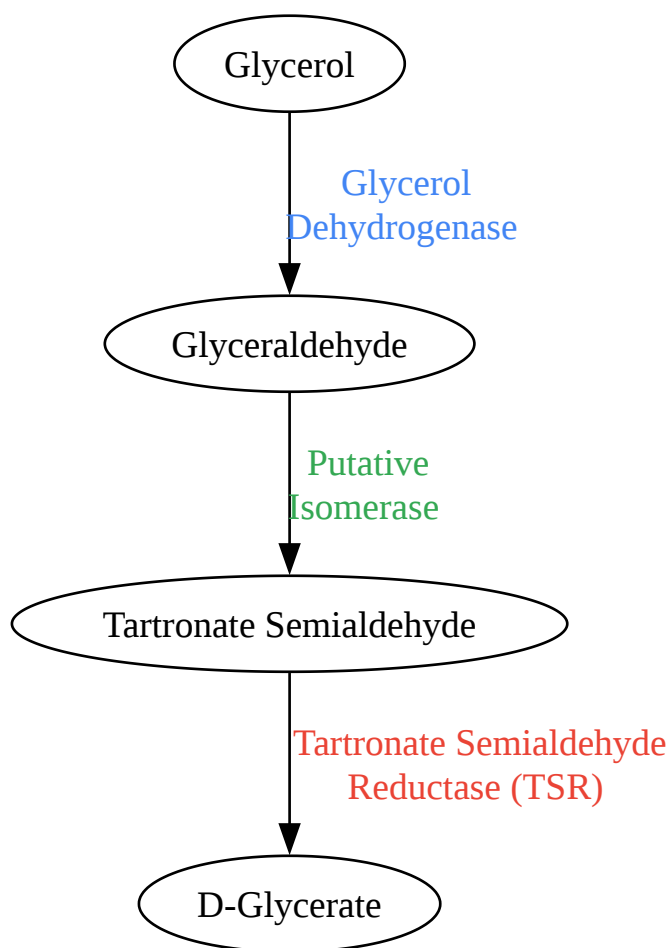 Glycerol
Glycerol
Dehydrogenase
Glyceraldehyde
Putative
Isomerase
Tartronate Semialdehyde
Tartronate Semialdehyde
Reductase (TSR)
D-Glycerate